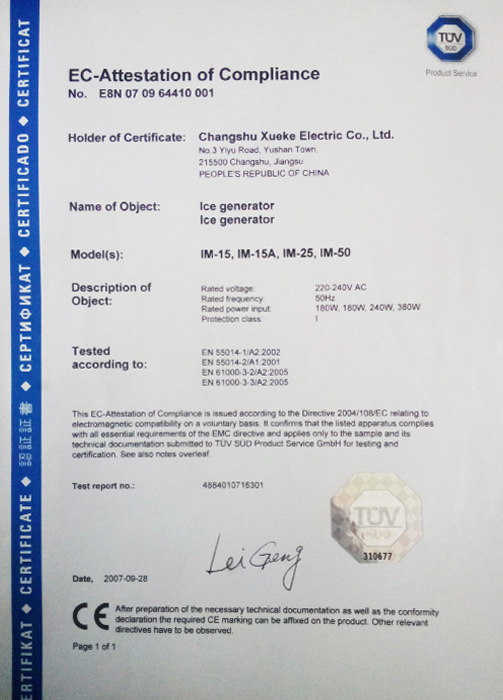 TÜV
SÜD
Product Service
EC-Attestation of Compliance
No. E8N 07 09 64410 001
Holder of Certificate: Changshu Xueke Electric Co., Ltd.
No.3 Yiyu Road, Yushan Town,
215500 Changshu, Jiangsu
PEOPLE'S REPUBLIC OF CHINA
Name of Object: Ice generator
Ice generator
Model(s): IM-15, IM-15A, IM-25, IM-50
Description of
Object:
Rated voltage: 220-240V AC
Rated frequency: 50Hz
Rated power input: 180W, 180W, 240W, 380W
Protection class: I
Tested
according to:
EN 55014-1/A2:2002
EN 55014-2/A1:2001
EN 61000-3-2/A2:2005
EN 61000-3-3/A2:2005
This EC-Attestation of Compliance is issued according to the Directive 2004/108/EC relating to
electromagnetic compatibility on a voluntary basis. It confirms that the listed apparatus complies
with all essential requirements of the EMC directive and applies only to the sample and its
technical documentation submitted to TÜV SÜD Product Service GmbH for testing and
certification. See also notes overleaf.
Test report no.: 4884010716301
TÜV
SÜD
310677
Lei Geng
Date, 2007-09-28
CE
After preparation of the necessary technical documentation as well as the conformity
declaration the required CE marking can be affixed on the product. Other relevant
directives have to be observed.
Page 1 of 1
ERTIFIKAT ◆ CERTIFICATE ◆ 認証証書 ◆ СЕРТИФИКАТ ◆ CERTIFICADO ◆ CERTIFICAT